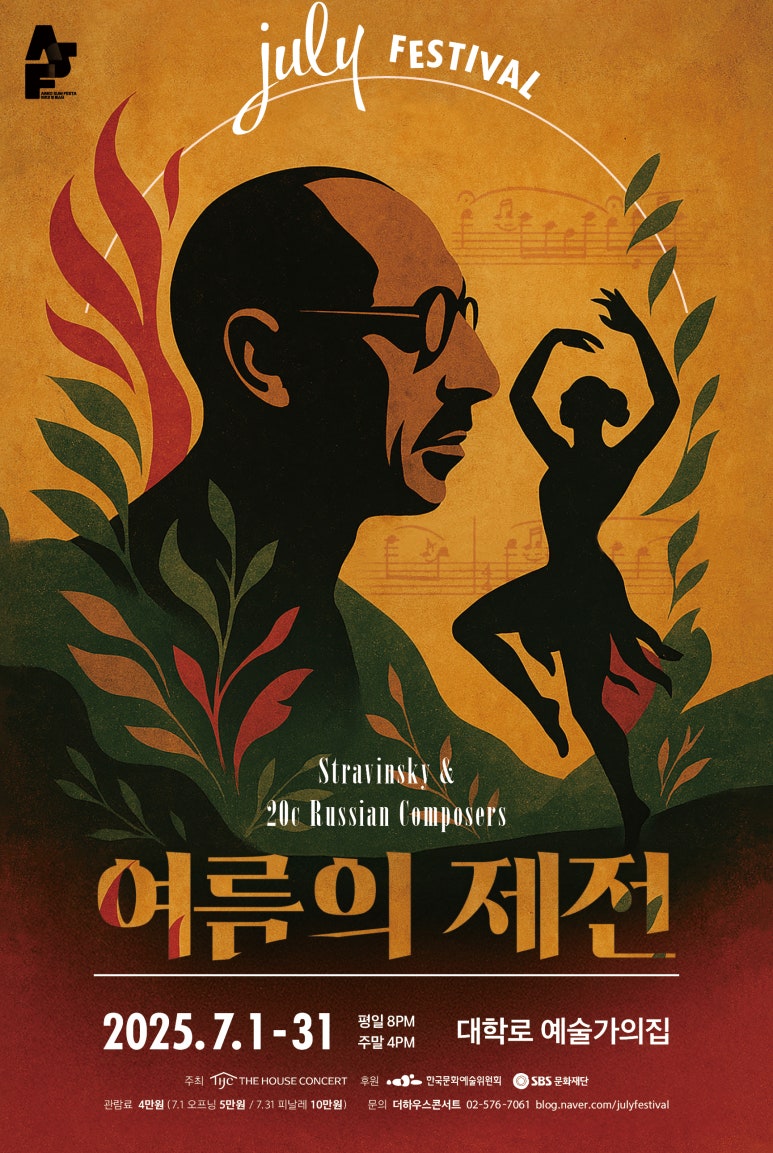 july FESTIVAL
Stravinsky &
20c Russian Composers
여름의 제전
2025. 7. 1 - 31 평일 8PM 주말 4PM 대학로 예술가의집
주최 THC THE HOUSE CONCERT 후원 한국문화예술위원회 SBS 문화재단
관람료 4만원 (7.1 오프닝 5만원 / 7.31 피날레 10만원) 문의 더하우스콘서트 02-576-7061 blog.naver.com/julyfestival